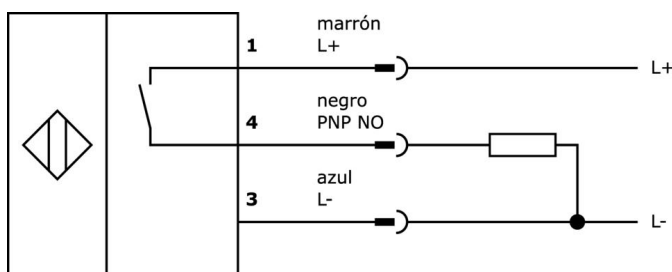 marrón
1 L+
L+
negro
4 PNP NO
azul
3 L-
L-